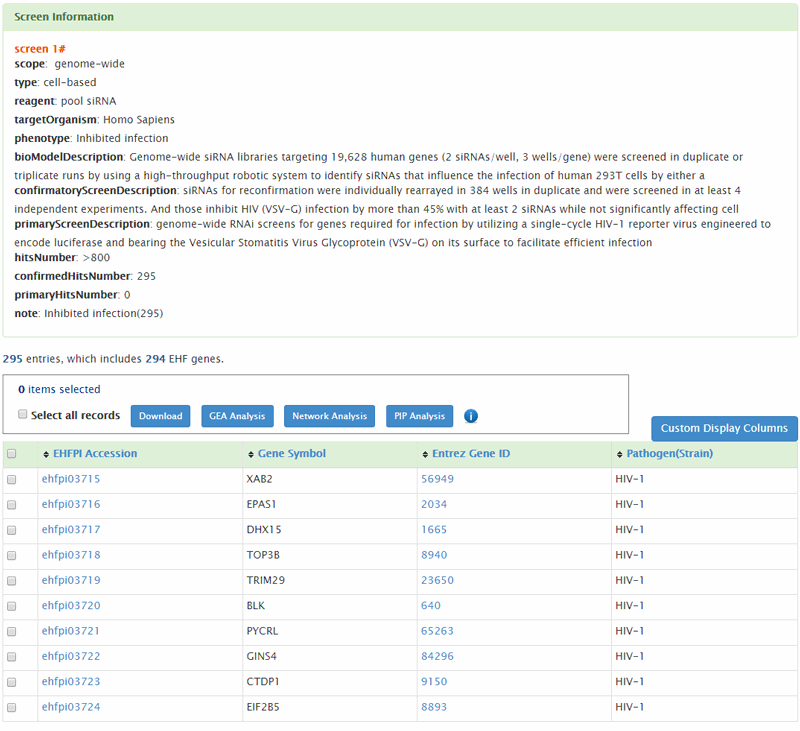 Screen Information
screen 1#
scope: genome-wide
type: cell-based
reagent: pool siRNA
targetOrganism: Homo Sapiens
phenotype: Inhibited infection
bioModelDescription: Genome-wide siRNA libraries targeting 19,628 human genes (2 siRNAs/well, 3 wells/gene) were screened in duplicate or
triplicate runs by using a high-throughput robotic system to identify siRNAs that influence the infection of human 293T cells by either a
confirmatoryScreenDescription: siRNAs for reconfirmation were individually rearrayed in 384 wells in duplicate and were screened in at least 4
independent experiments. And those inhibit HIV (VSV-G) infection by more than 45% with at least 2 siRNAs while not significantly affecting cell
primaryScreenDescription: genome-wide RNAi screens for genes required for infection by utilizing a single-cycle HIV-1 reporter virus engineered to
encode luciferase and bearing the Vesicular Stomatitis Virus Glycoprotein (VSV-G) on its surface to facilitate efficient infection
hitsNumber: >800
confirmedHitsNumber: 295
primaryHitsNumber: 0
note: Inhibited infection(295)
295 entries, which includes 294 EHF genes.
0 items selected
Select all records Download GEA Analysis Network Analysis PIP Analysis i
Custom Display Columns
EHFPI Accession Gene Symbol Entrez Gene ID Pathogen(Strain)
ehfpi03715 XAB2 56949 HIV-1
ehfpi03716 EPAS1 2034 HIV-1
ehfpi03717 DHX15 1665 HIV-1
ehfpi03718 TOP3B 8940 HIV-1
ehfpi03719 TRIM29 23650 HIV-1
ehfpi03720 BLK 640 HIV-1
ehfpi03721 PYCRL 65263 HIV-1
ehfpi03722 GINS4 84296 HIV-1
ehfpi03723 CTDP1 9150 HIV-1
ehfpi03724 EIF2B5 8893 HIV-1